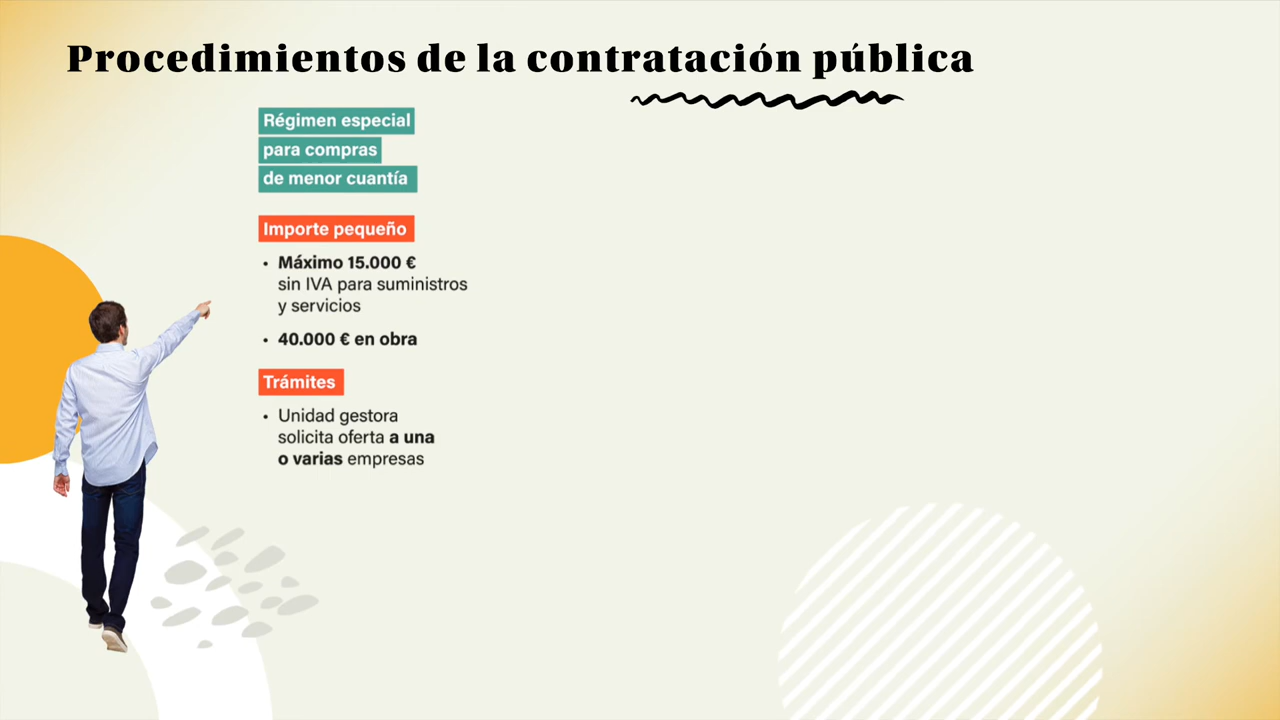 Procedimientos de la contratación pública
Régimen especial
para compras
de menor cuantía
Importe pequeño
• Máximo 15.000 €
sin IVA para suministros
y servicios
• 40.000 € en obra
Trámites
• Unidad gestora
solicita oferta a una
o varias empresas